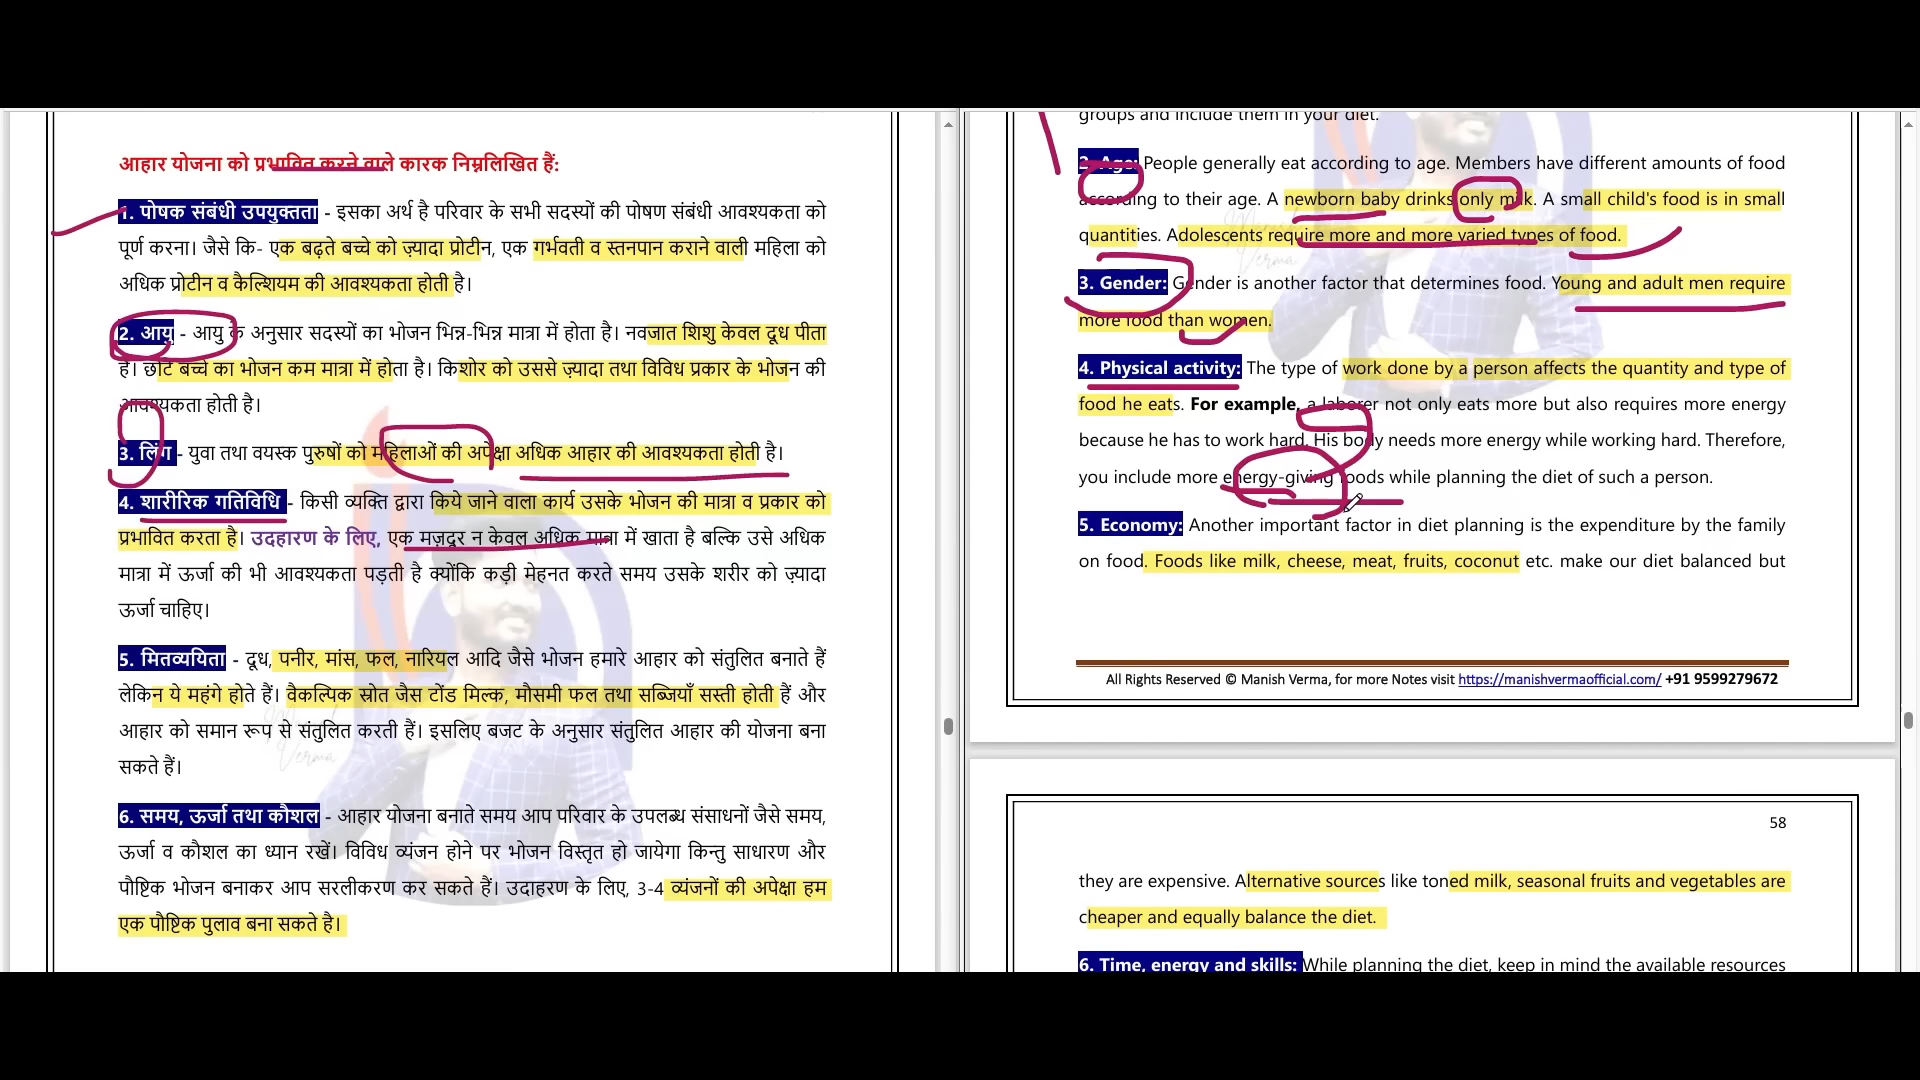 आहार योजना को प्रभावित करने वाले कारक निम्नलिखित हैं:
1. पोषक संबंधी उपयुक्तता - इसका अर्थ है परिवार के सभी सदस्यों की पोषण संबंधी आवश्यकता को
पूर्ण करना। जैसे कि- एक बढ़ते बच्चे को ज़्यादा प्रोटीन, एक गर्भवती व स्तनपान कराने वाली महिला को
अधिक प्रोटीन व कैल्शियम की आवश्यकता होती है।
2. आयु - आयु के अनुसार सदस्यों का भोजन भिन्न-भिन्न मात्रा में होता है। नवजात शिशु केवल दूध पीता
है। छोटे बच्चे का भोजन कम मात्रा में होता है। किशोर को उससे ज़्यादा तथा विविध प्रकार के भोजन की
आवश्यकता होती है।
3. लिंग - युवा तथा वयस्क पुरुषों को महिलाओं की अपेक्षा अधिक आहार की आवश्यकता होती है।
4. शारीरिक गतिविधि - किसी व्यक्ति द्वारा किये जाने वाला कार्य उसके भोजन की मात्रा व प्रकार को
प्रभावित करता है। उदहारण के लिए, एक मज़दूर न केवल अधिक मात्रा में खाता है बल्कि उसे अधिक
मात्रा में ऊर्जा की भी आवश्यकता पड़ती है क्योंकि कड़ी मेहनत करते समय उसके शरीर को ज़्यादा
ऊर्जा चाहिए।
5. मितव्ययिता - दूध, पनीर, मांस, फल, नारियल आदि जैसे भोजन हमारे आहार को संतुलित बनाते हैं
लेकिन ये महंगे होते हैं। वैकल्पिक स्रोत जैस टोंड मिल्क, मौसमी फल तथा सब्जियाँ सस्ती होती हैं और
आहार को समान रूप से संतुलित करती हैं। इसलिए बजट के अनुसार संतुलित आहार की योजना बना
सकते हैं।
6. समय, ऊर्जा तथा कौशल - आहार योजना बनाते समय आप परिवार के उपलब्ध संसाधनों जैसे समय,
ऊर्जा व कौशल का ध्यान रखें। विविध व्यंजन होने पर भोजन विस्तृत हो जायेगा किन्तु साधारण और
पौष्टिक भोजन बनाकर आप सरलीकरण कर सकते हैं। उदाहरण के लिए, 3-4 व्यंजनों की अपेक्षा हम
एक पौष्टिक पुलाव बना सकते है।
groups and include them in your diet.
2. Age: People generally eat according to age. Members have different amounts of food
according to their age. A newborn baby drinks only milk. A small child's food is in small
quantities. Adolescents require more and more varied types of food.
3. Gender: Gender is another factor that determines food. Young and adult men require
more food than women.
4. Physical activity: The type of work done by a person affects the quantity and type of
food he eats. For example, a laborer not only eats more but also requires more energy
because he has to work hard. His body needs more energy while working hard. Therefore,
you include more energy-giving foods while planning the diet of such a person.
5. Economy: Another important factor in diet planning is the expenditure by the family
on food. Foods like milk, cheese, meat, fruits, coconut etc. make our diet balanced but
All Rights Reserved © Manish Verma, for more Notes visit https://manishvermaofficial.com/ +91 9599279672
58
they are expensive. Alternative sources like toned milk, seasonal fruits and vegetables are
cheaper and equally balance the diet.
6. Time, energy and skills: While planning the diet, keep in mind the available resources